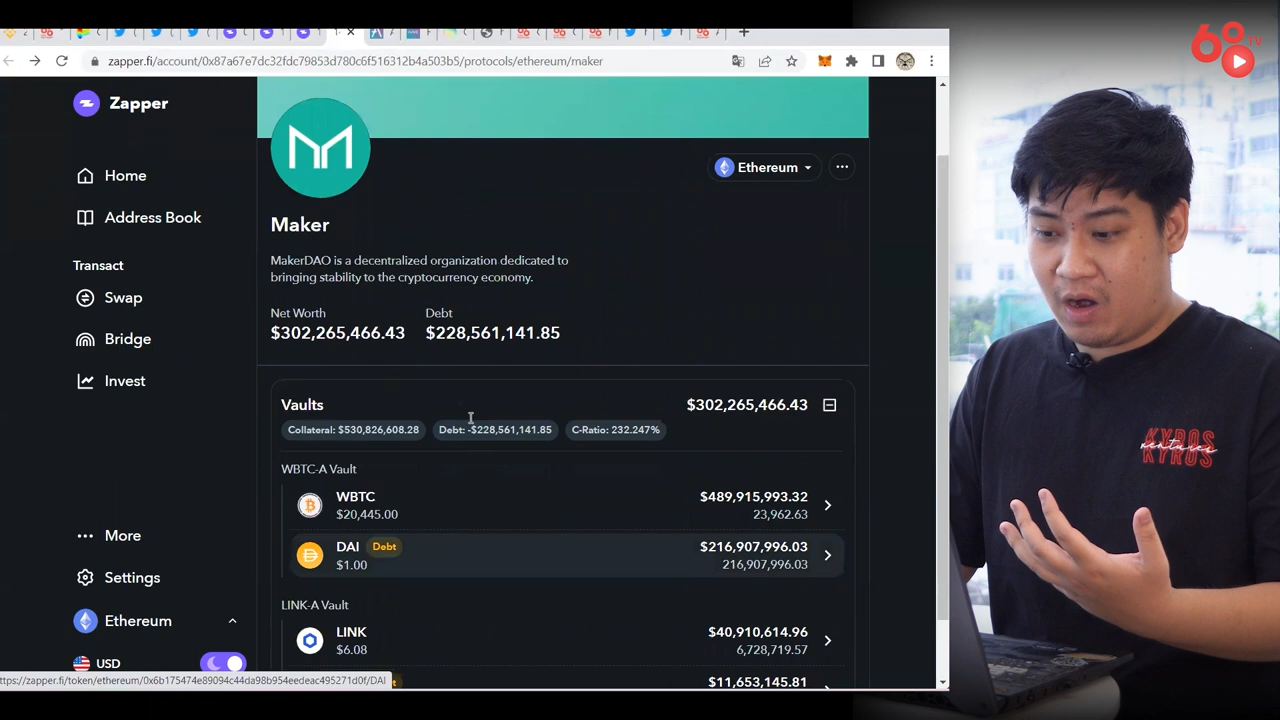 zapper.fi/account/0x87a67e7dc32fdc79853d780c6f516312b4a503b5/protocols/ethereum/maker
60 TV
Zapper
Home
Address Book
Transact
Swap
Bridge
Invest
More
Settings
Ethereum
USD
Ethereum
Maker
MakerDAO is a decentralized organization dedicated to
bringing stability to the cryptocurrency economy.
Net Worth
Debt
$302,265,466.43
$228,561,141.85
Vaults
$302,265,466.43
Collateral: $530,826,608.28
Debt: -$228,561,141.85
C-Ratio: 232.247%
WBTC-A Vault
WBTC
$489,915,993.32
$20,445.00
23,962.63
DAI
Debt
$216,907,996.03
$1.00
216,907,996.03
LINK-A Vault
LINK
$40,910,614.96
$6.08
6,728,719.57
$11,653,145.81
https://zapper.fi/token/ethereum/0x6b175474e89094c44da98b954eedeac495271d0f/DAI
KYROS
ventures
KYROS